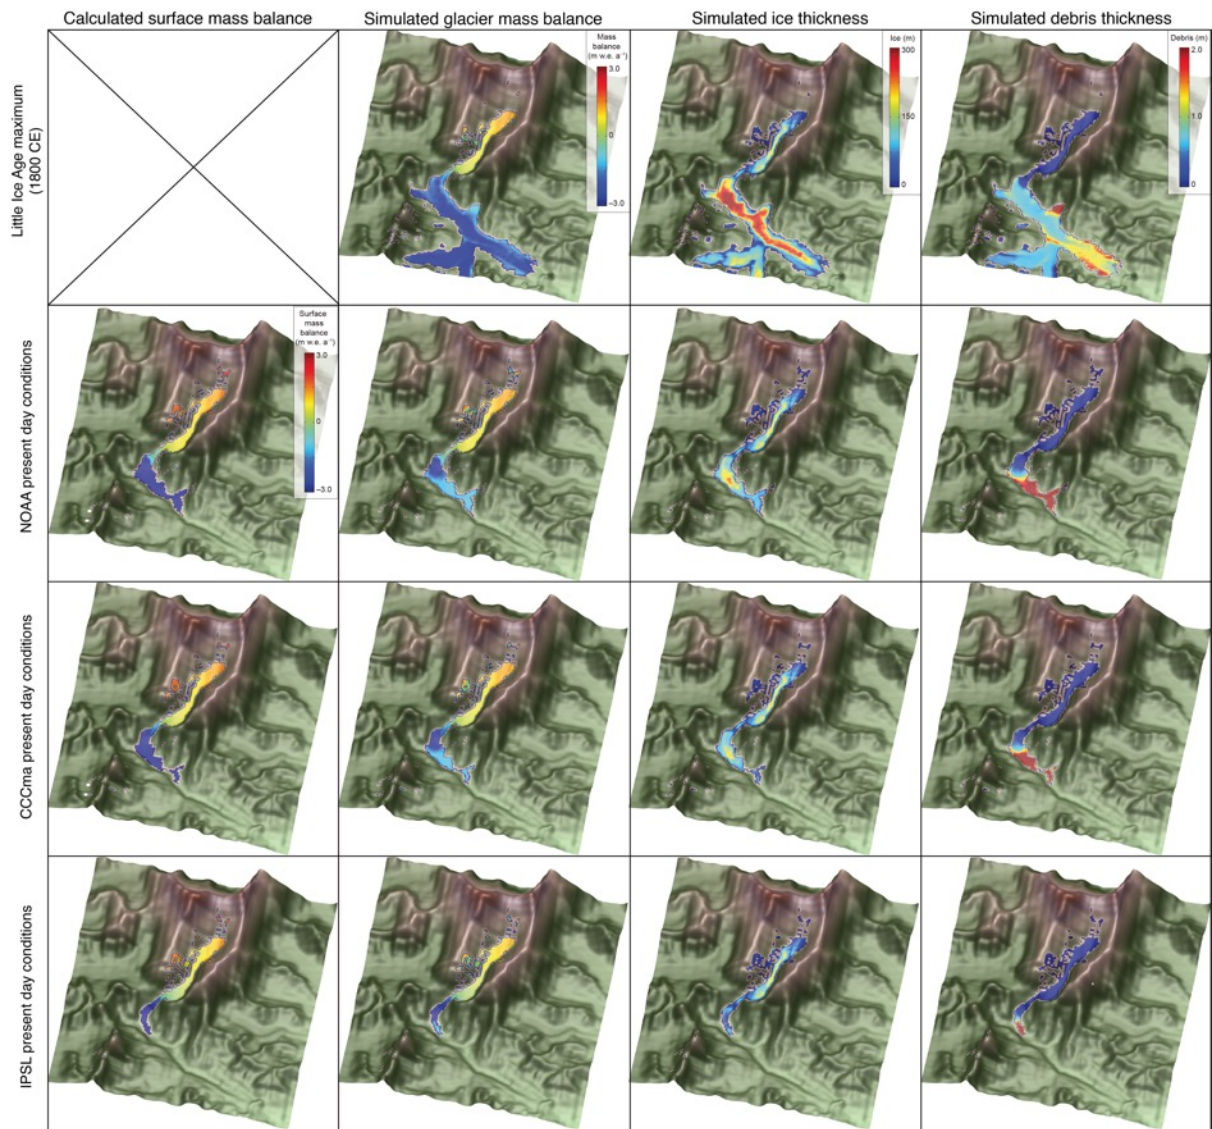 Calculated surface mass balance
Simulated glacier mass balance
Simulated ice thickness
Simulated debris thickness
Little Ice Age maximum
(1800 CE)
Mass
balance
(m w.e. a⁻¹)
3.0
0
–3.0
Ice (m)
300
150
0
Debris (m)
2.0
1.0
0
NOAA present day conditions
Surface
mass
balance
(m w.e. a⁻¹)
3.0
0
–3.0
CCCma present day conditions
IPSL present day conditions